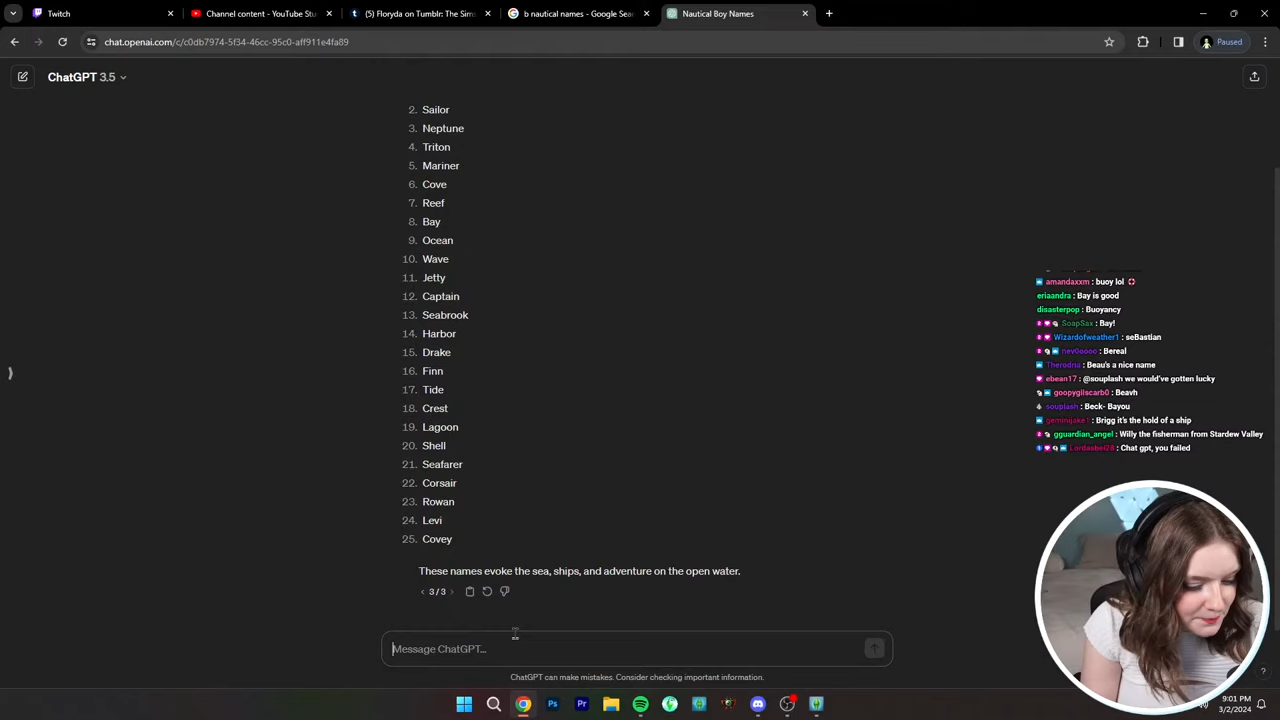 Twitch
Channel content - YouTube Stu
(5) Floryda on Tumblr: The Sim
b nautical names - Google Sear
Nautical Boy Names
chat.openai.com/c/c0db7974-5f34-46cc-95c0-aff911e4fa89
Paused
ChatGPT 3.5
2. Sailor
3. Neptune
4. Triton
5. Mariner
6. Cove
7. Reef
8. Bay
9. Ocean
10. Wave
11. Jetty
12. Captain
13. Seabrook
14. Harbor
15. Drake
16. Finn
17. Tide
18. Crest
19. Lagoon
20. Shell
21. Seafarer
22. Corsair
23. Rowan
24. Levi
25. Covey
These names evoke the sea, ships, and adventure on the open water.
3/3
Message ChatGPT...
ChatGPT can make mistakes. Consider checking important information.
amandaxxm : buoy lol
eriaandra : Bay is good
disasterpop : Buoyancy
SoapSax : Bay!
Wizardofweather1 : seBastian
nev0oooo : Bereal
Therodna : Beau's a nice name
ebean17 : @souplash we would've gotten lucky
goopygilscarb0 : Beavh
souplash : Beck- Bayou
geminijake1 : Brigg it's the hold of a ship
gguardian_angel : Willy the fisherman from Stardew Valley
Lordasbel28 : Chat gpt, you failed
9:01 PM
3/2/2024